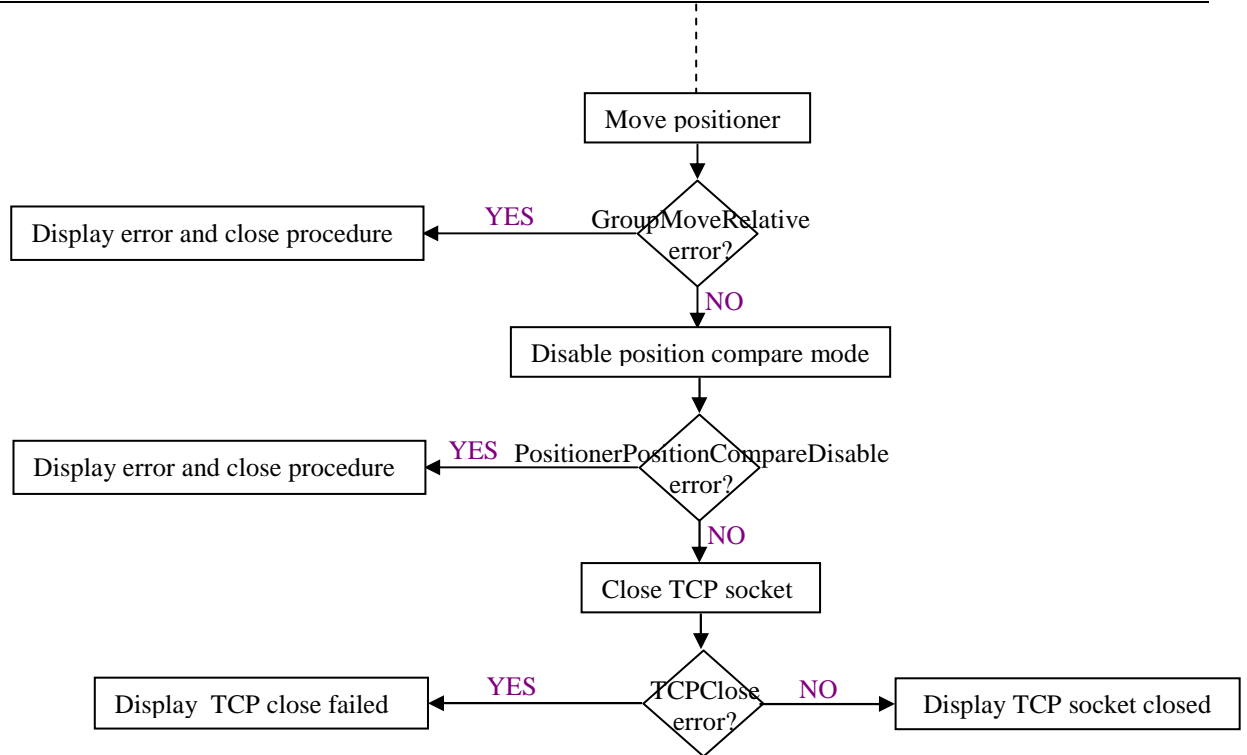 Move positioner
GroupMoveRelative
error?
YES
Display error and close procedure
NO
Disable position compare mode
PositionerPositionCompareDisable
error?
YES
Display error and close procedure
NO
Close TCP socket
TCPClose
error?
YES
Display TCP close failed
NO
Display TCP socket closed